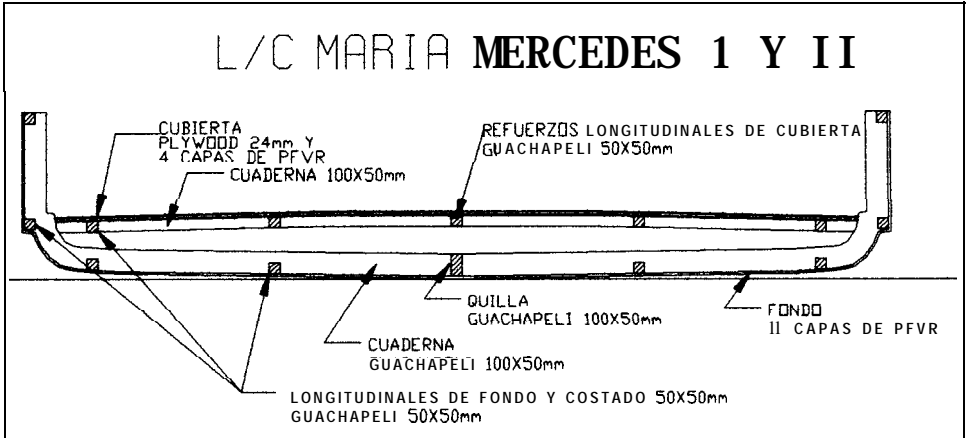 L/C MARIA MERCEDES 1 Y II
CUBIERTA
PLYWOOD 24mm Y
4 CAPAS DE PFVR
CUADERNA 100X50mm
REFUERZOS LONGITUDINALES DE CUBIERTA
GUACHAPELI 50X50mm
QUILLA
GUACHAPELI 100X50mm
FONDO
II CAPAS DE PFVR
CUADERNA
GUACHAPELI 100X50mm
LONGITUDINALES DE FONDO Y COSTADO 50X50mm
GUACHAPELI 50X50mm